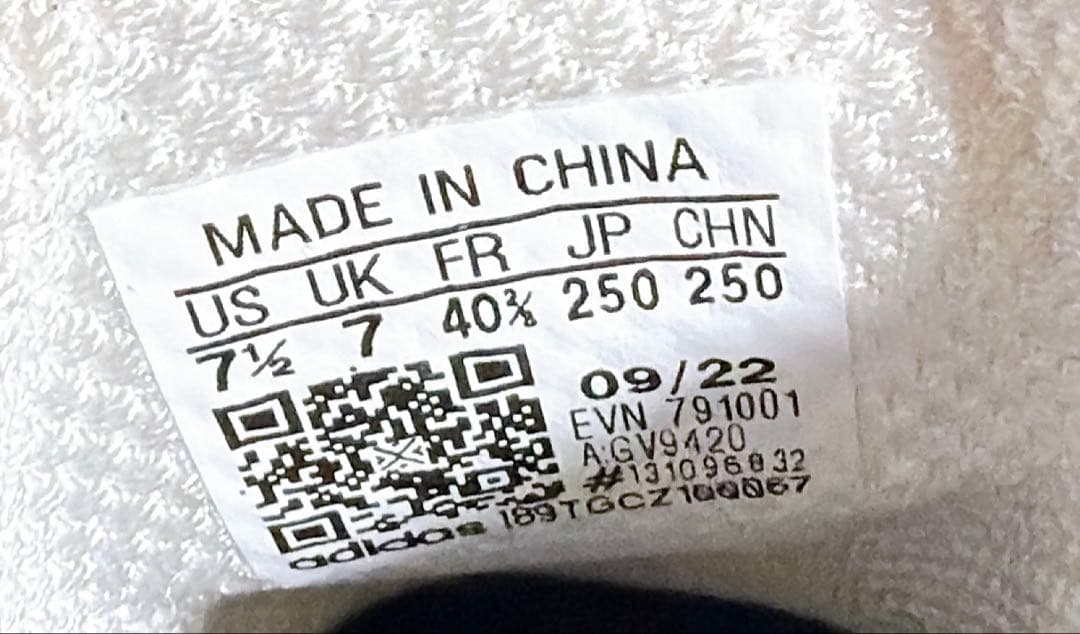 MADE IN CHINA
US UK FR JP CHN
7½ 7 40⅔ 250 250
09/22
EVN 791001
A:GV9420
#131096832
adidas 189TGCZ100067